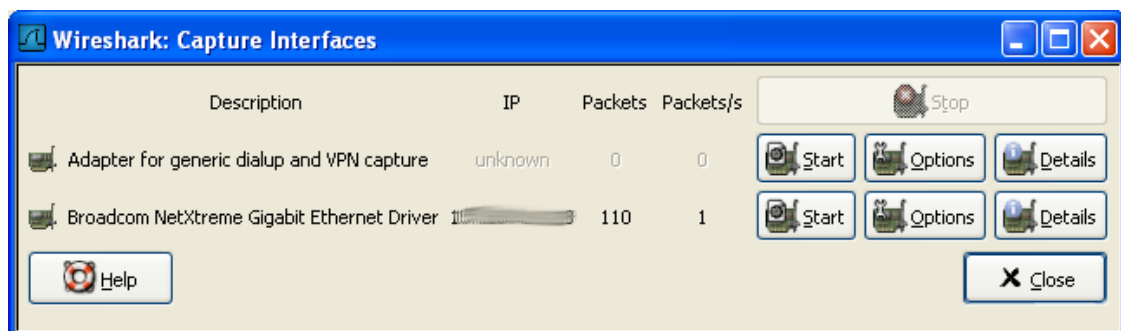 Wireshark: Capture Interfaces
Description IP Packets Packets/s Stop
Adapter for generic dialup and VPN capture unknown 0 0 Start Options Details
Broadcom NetXtreme Gigabit Ethernet Driver 110 1 Start Options Details
Help Close